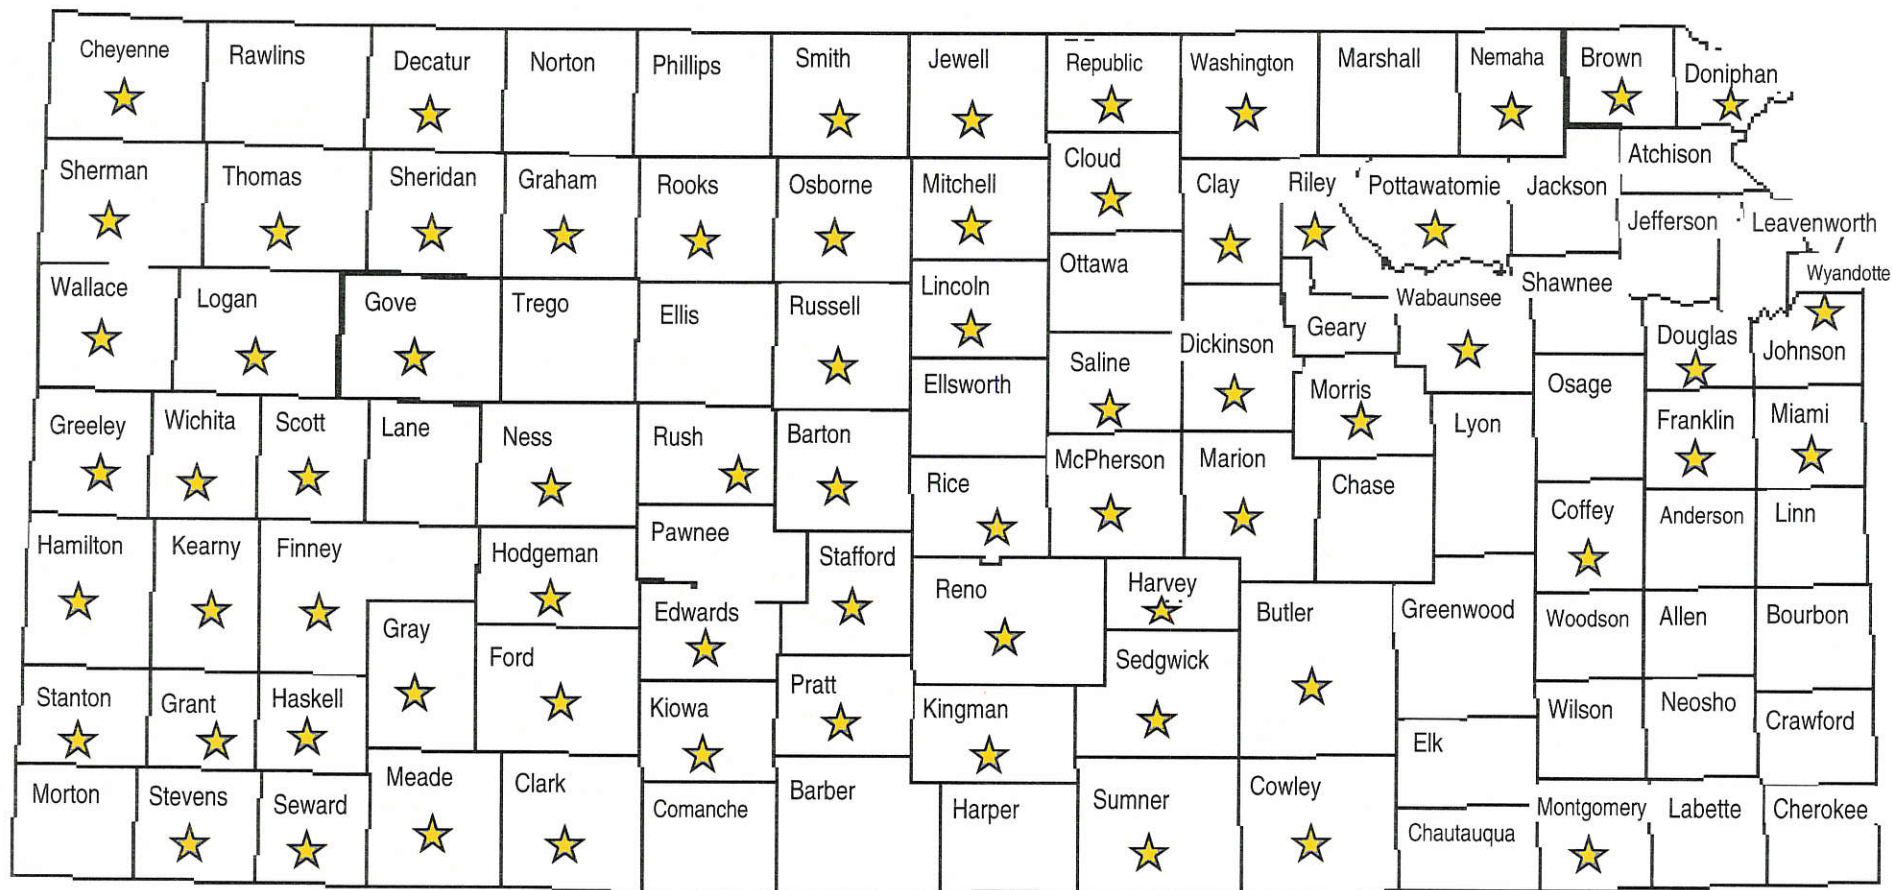 Cheyenne
Rawlins
Decatur
Norton
Phillips
Smith
Jewell
Republic
Washington
Marshall
Nemaha
Brown
Doniphan
Sherman
Thomas
Sheridan
Graham
Rooks
Osborne
Mitchell
Cloud
Clay
Riley
Pottawatomie
Jackson
Atchison
Jefferson
Leavenworth
Wyandotte
Wallace
Logan
Gove
Trego
Ellis
Russell
Lincoln
Ottawa
Dickinson
Geary
Wabaunsee
Shawnee
Douglas
Johnson
Ellsworth
Saline
Morris
Osage
Greeley
Wichita
Scott
Lane
Ness
Rush
Barton
Rice
McPherson
Marion
Chase
Lyon
Franklin
Miami
Hamilton
Kearny
Finney
Hodgeman
Pawnee
Stafford
Reno
Harvey
Butler
Greenwood
Coffey
Anderson
Linn
Gray
Ford
Edwards
Sedgwick
Woodson
Allen
Bourbon
Stanton
Grant
Haskell
Kiowa
Pratt
Kingman
Elk
Wilson
Neosho
Crawford
Morton
Stevens
Seward
Meade
Clark
Comanche
Barber
Harper
Sumner
Cowley
Chautauqua
Montgomery
Labette
Cherokee